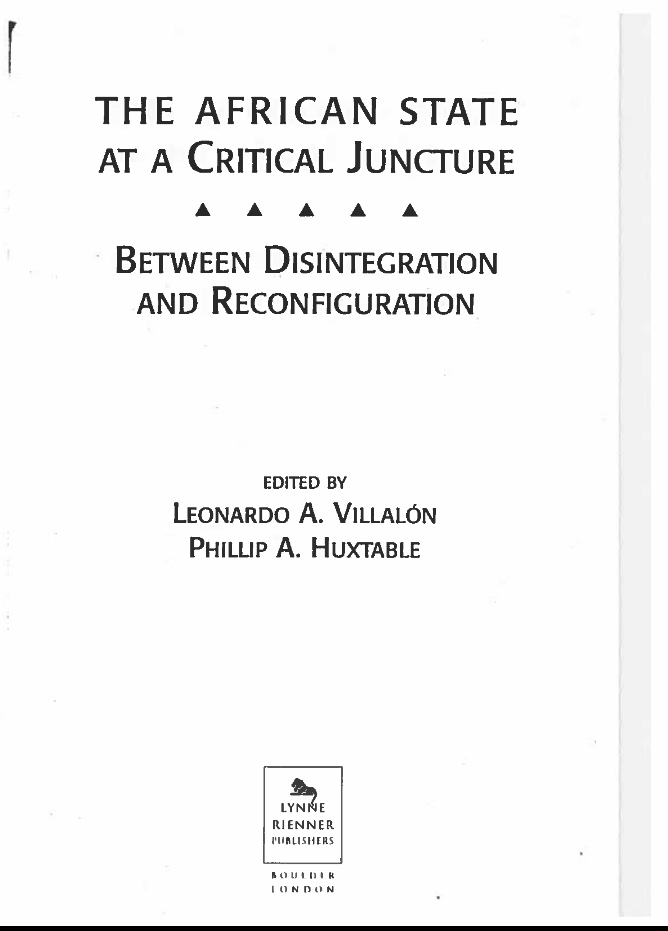 THE AFRICAN STATE
AT A CRITICAL JUNCTURE
BETWEEN DISINTEGRATION
AND RECONFIGURATION
EDITED BY
LEONARDO A. VILLALÓN
PHILLIP A. HUXTABLE
LYNNE
RIENNER
PUBLISHERS
BOULDER
LONDON